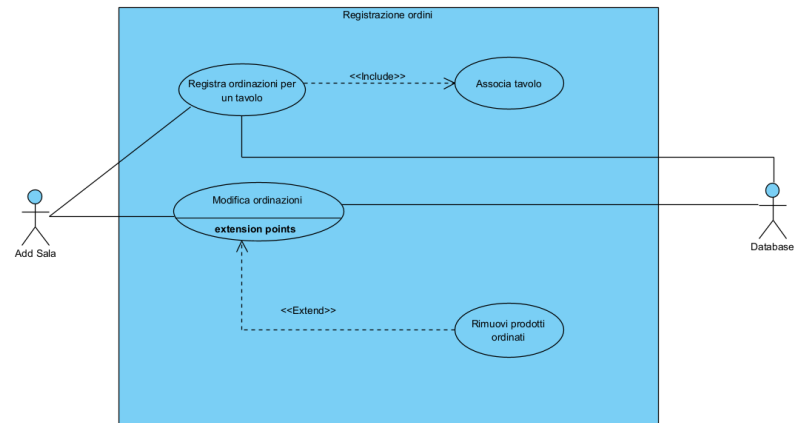 Registrazione ordini
Registra ordinazioni per
un tavolo
<<Include>>
Associa tavolo
Modifica ordinazioni
extension points
Add Sala
Database
<<Extend>>
Rimuovi prodotti
ordinati